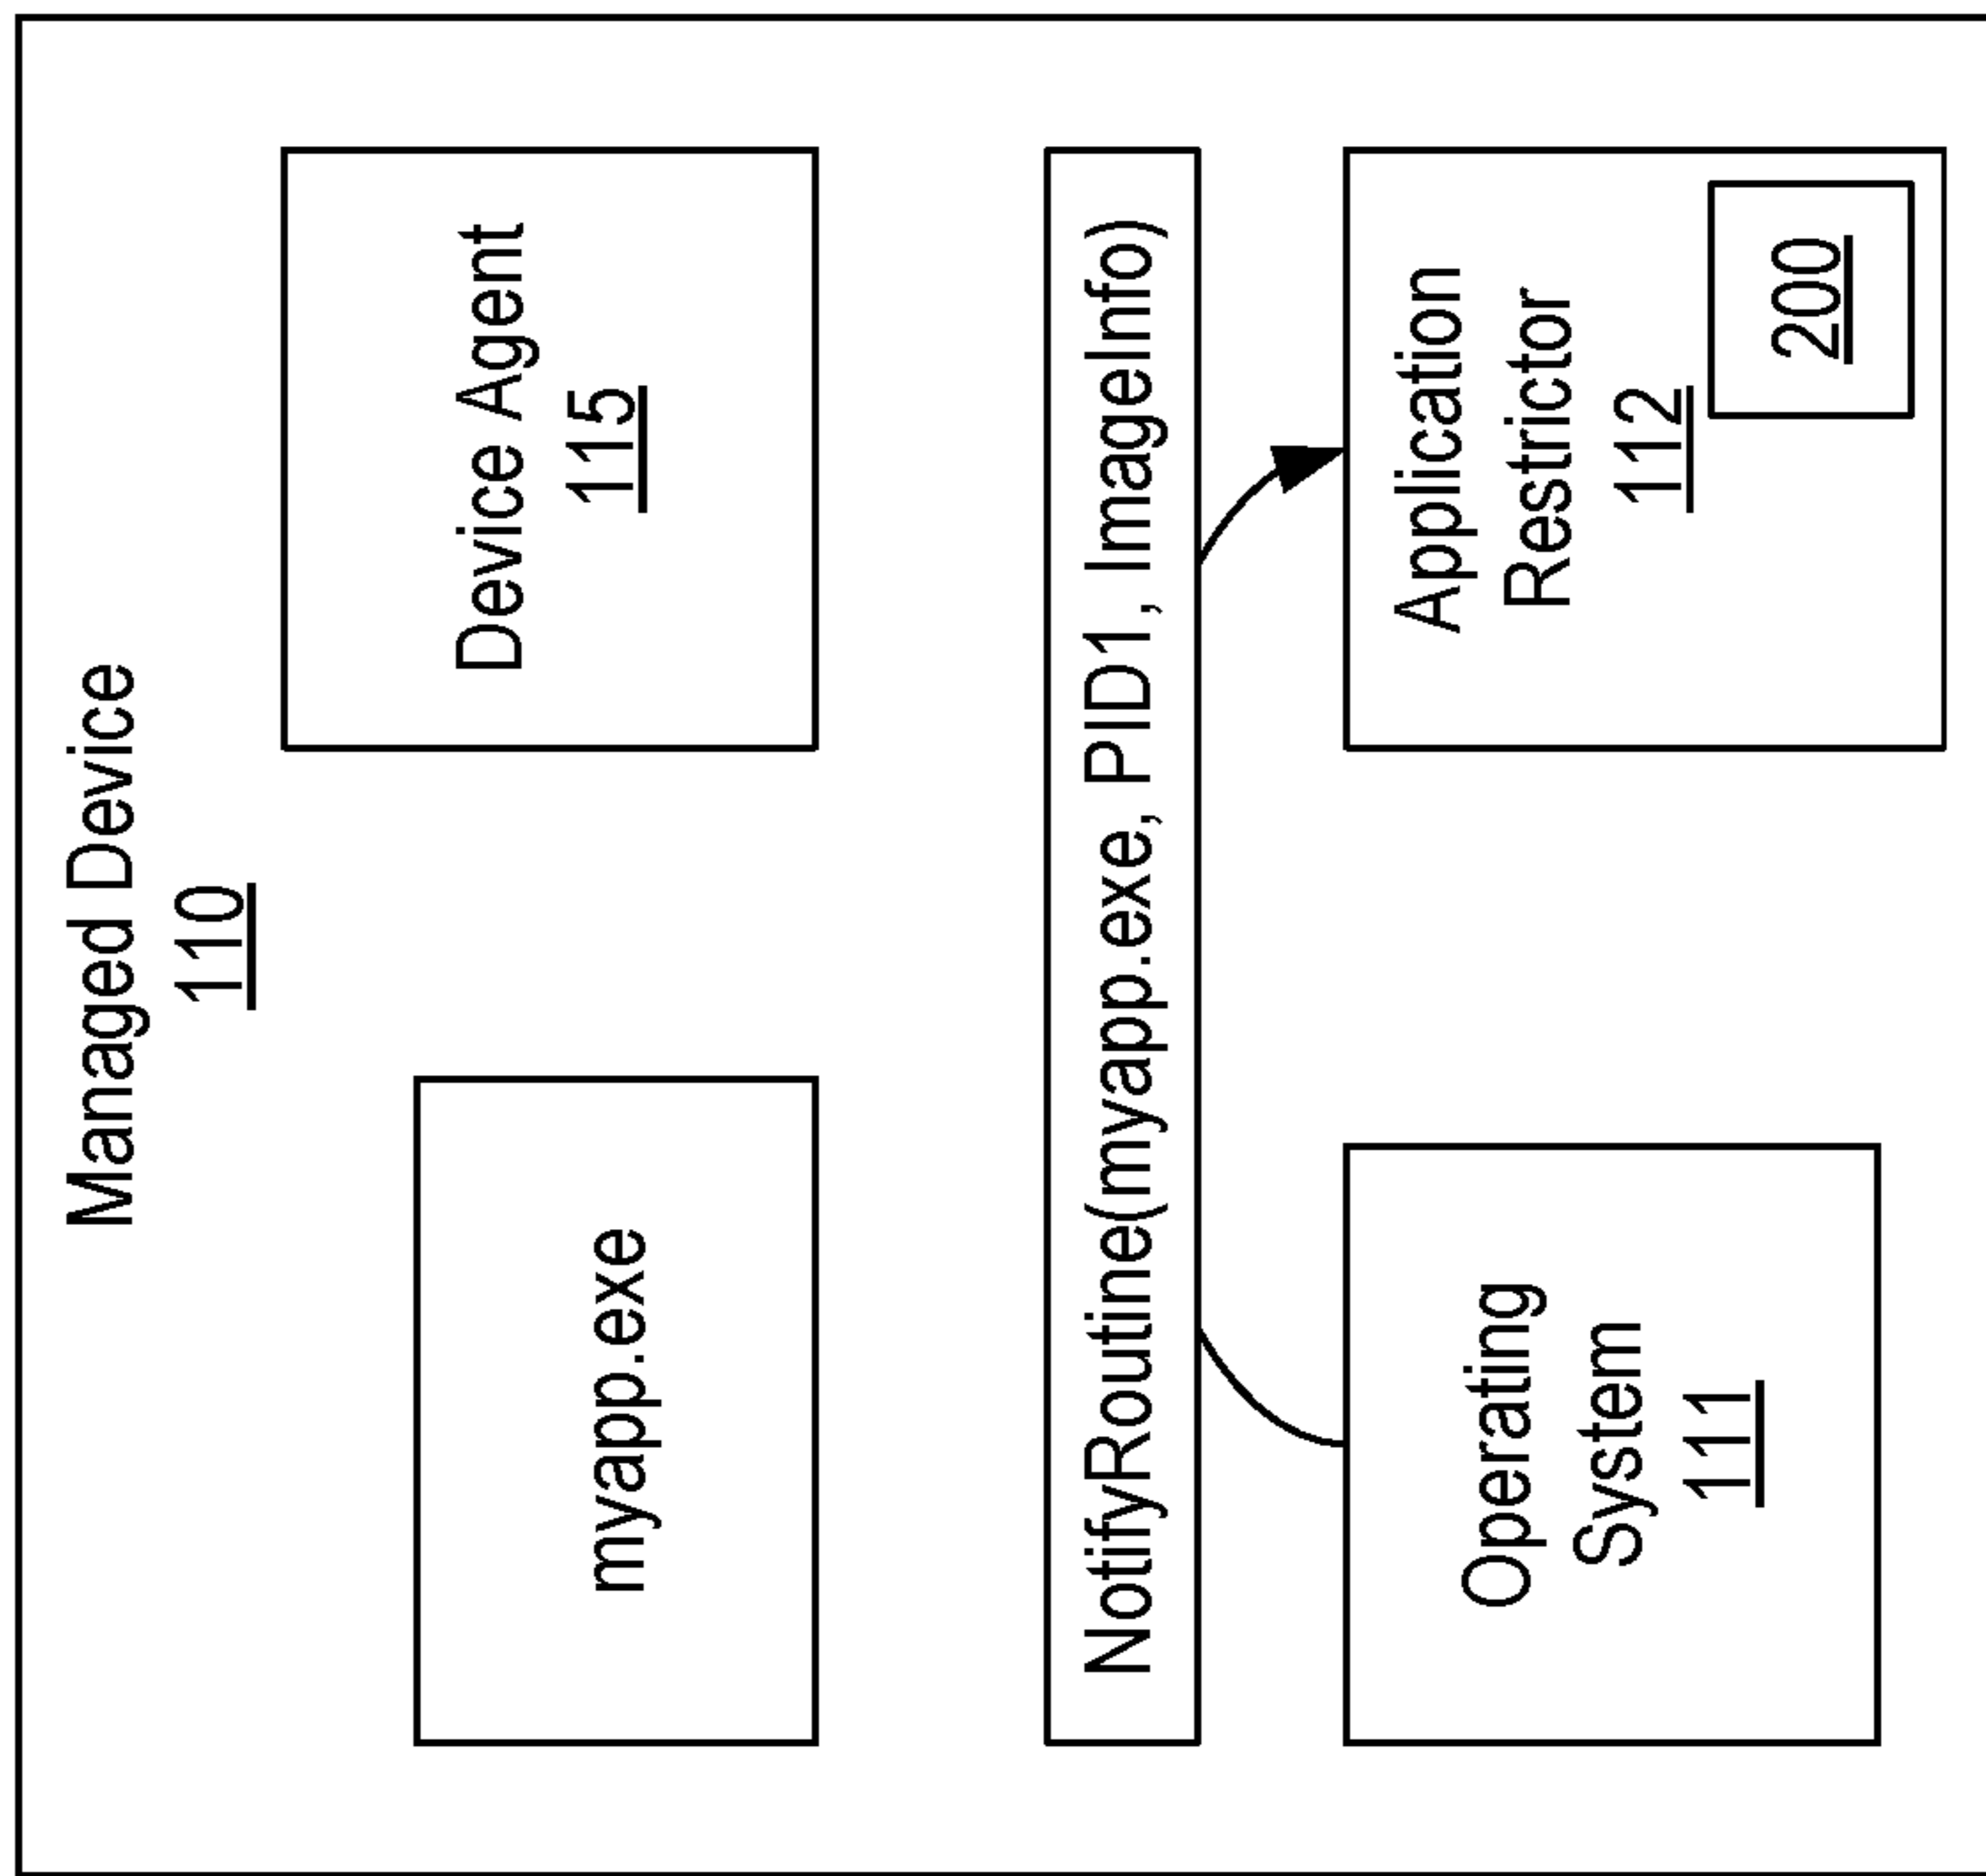 Managed Device
110
myapp.exe
Device Agent
115
NotifyRoutine(myapp.exe, PID1, ImageInfo)
Operating
System
111
Application
Restrictor
112
200